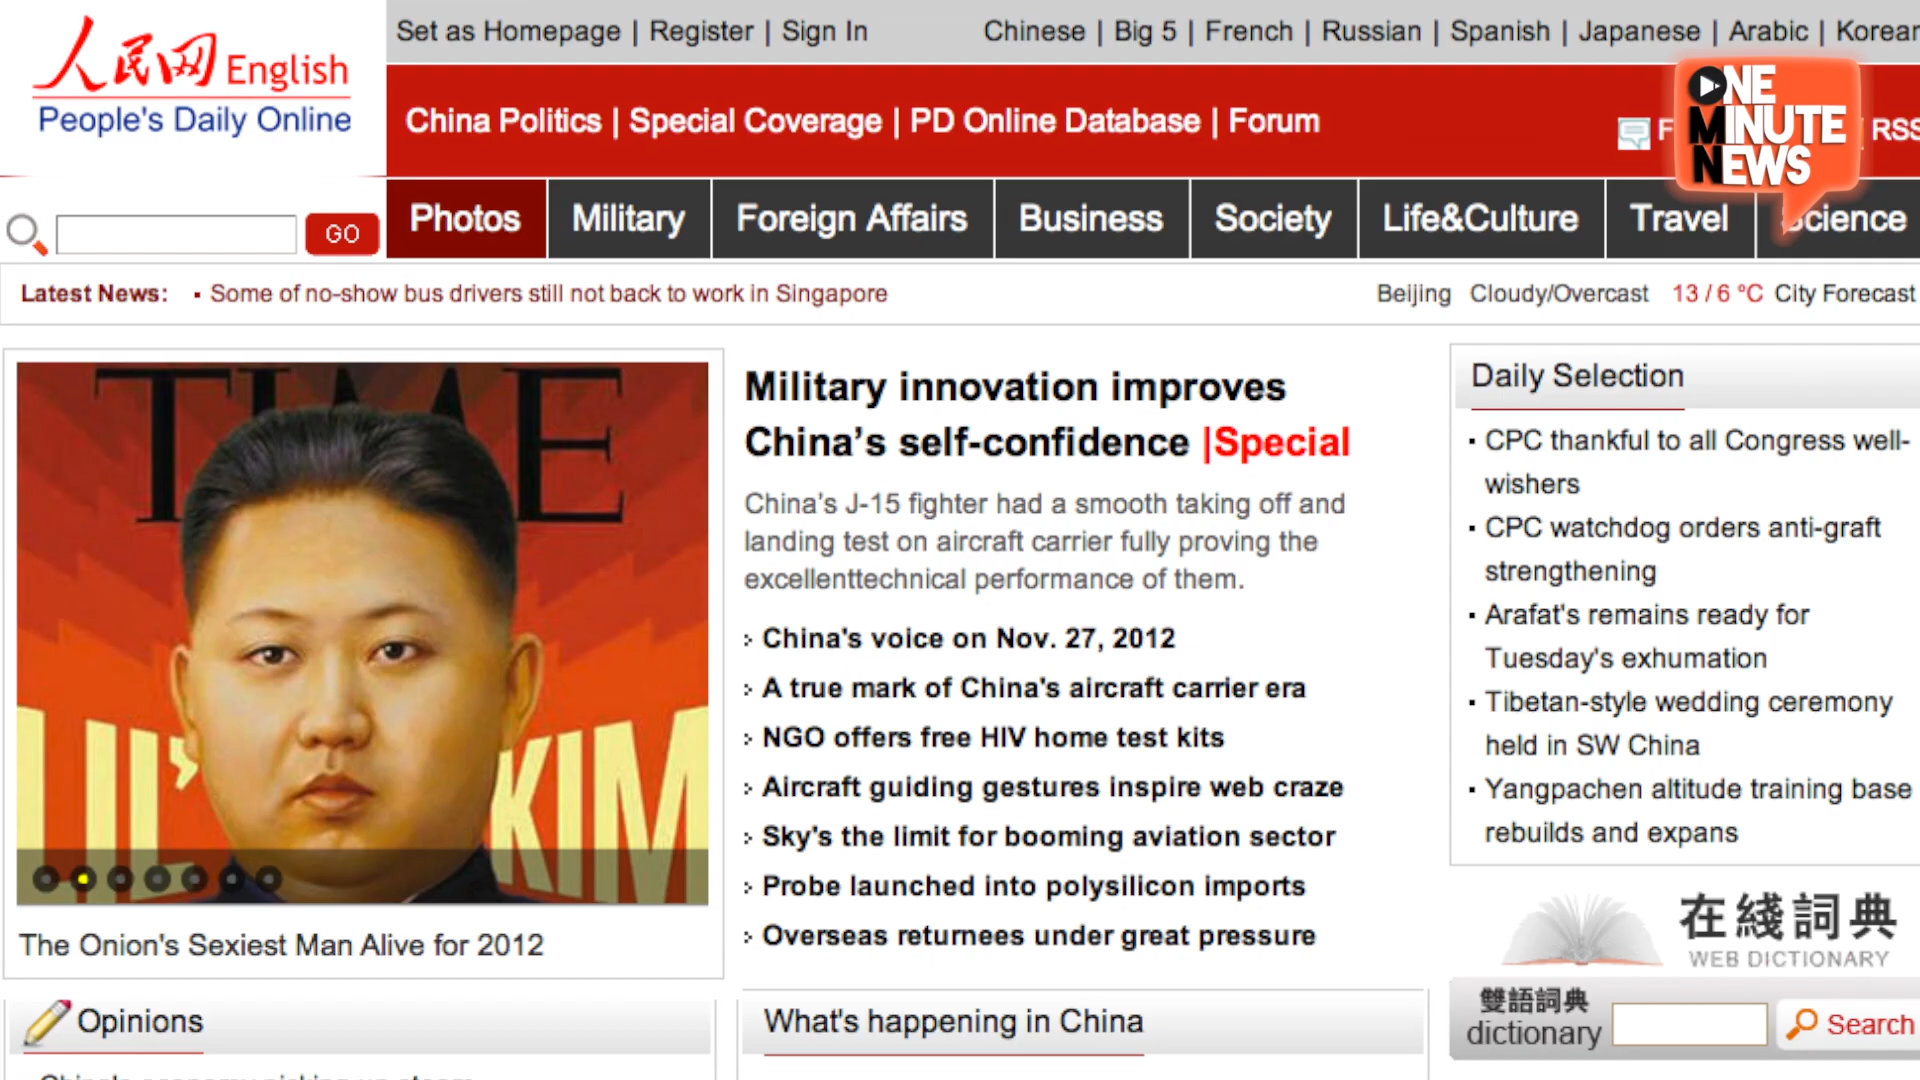 人民网 English
People's Daily Online
Set as Homepage | Register | Sign In
Chinese | Big 5 | French | Russian | Spanish | Japanese | Arabic | Korean
China Politics | Special Coverage | PD Online Database | Forum
F
RSS
ONE
MINUTE
NEWS
GO
Photos
Military
Foreign Affairs
Business
Society
Life&Culture
Travel
Science
Latest News: ▪ Some of no-show bus drivers still not back to work in Singapore
Beijing Cloudy/Overcast 13 / 6 °C City Forecast
TIME
LIL' KIM
The Onion's Sexiest Man Alive for 2012
Military innovation improves
China's self-confidence |Special
China's J-15 fighter had a smooth taking off and
landing test on aircraft carrier fully proving the
excellenttechnical performance of them.
China's voice on Nov. 27, 2012
A true mark of China's aircraft carrier era
NGO offers free HIV home test kits
Aircraft guiding gestures inspire web craze
Sky's the limit for booming aviation sector
Probe launched into polysilicon imports
Overseas returnees under great pressure
Daily Selection
▪ CPC thankful to all Congress well-
wishers
▪ CPC watchdog orders anti-graft
strengthening
▪ Arafat's remains ready for
Tuesday's exhumation
▪ Tibetan-style wedding ceremony
held in SW China
▪ Yangpachen altitude training base
rebuilds and expans
在綫詞典
WEB DICTIONARY
雙語詞典
dictionary
Search
Opinions
What's happening in China
China's economy picking up steam